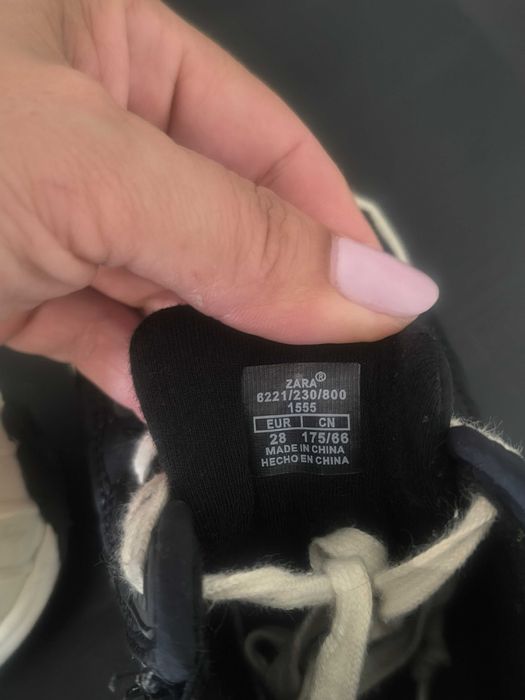 ZARA®
6221/230/800
1555
EUR CN
28 175/66
MADE IN CHINA
HECHO EN CHINA